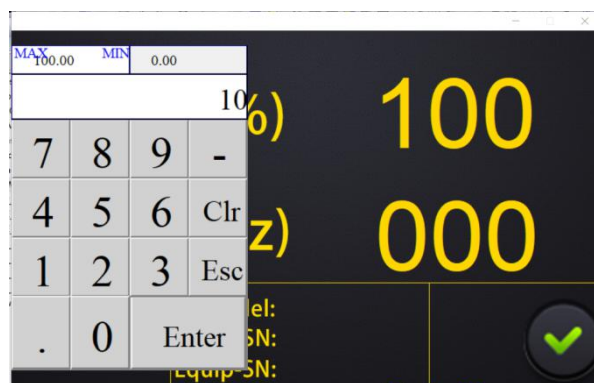 MAX 100.00 MIN 0.00
10
%) 100
7 8 9 -
4 5 6 Clr
z) 000
1 2 3 Esc
del:
. 0 Enter
SN:
Equip-SN: